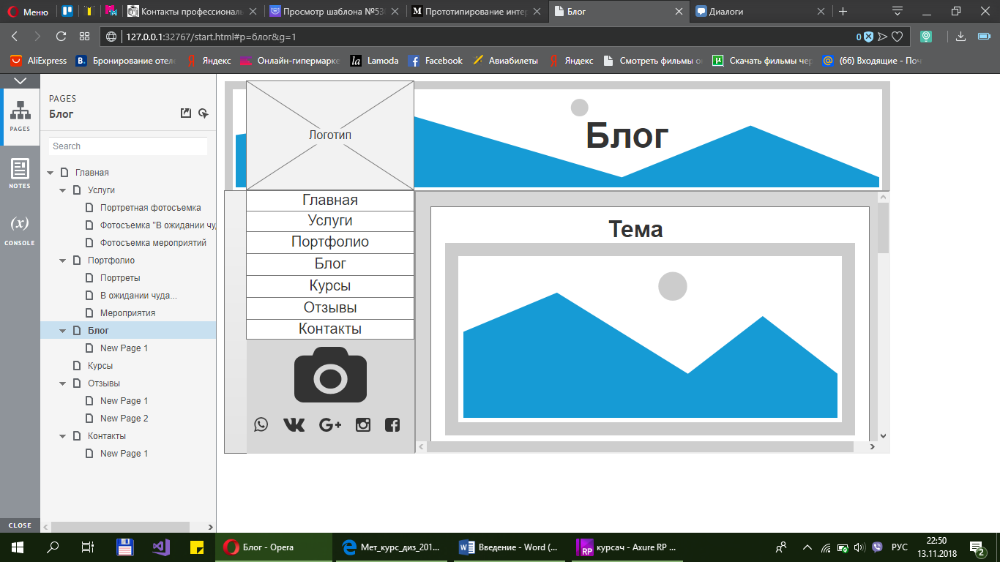 Меню
Контакты професcиональ
Просмотр шаблона №538
Прототипирование интер
Блог
Диалоги
127.0.0.1:32767/start.html#p=блог&g=1
0
AliExpress
B. Бронирование отеле
Яндекс
Онлайн-гипермарке
la Lamoda
Facebook
Авиабилеты
Яндекс
Смотреть фильмы о
Скачать фильмы чер
(66) Входящие - Поч
PAGES
Блог
PAGES
Search
NOTES
(x)
CONSOLE
Главная
Услуги
Портретная фотосъемка
Фотосъемка "В ожидании чу
Фотосъемка мероприятий
Портфолио
Портреты
В ожидании чуда...
Мероприятия
Блог
New Page 1
Курсы
Отзывы
New Page 1
New Page 2
Контакты
New Page 1
CLOSE
Логотип
Блог
Главная
Услуги
Портфолио
Блог
Курсы
Отзывы
Контакты
Тема
Блог - Opera
Мет_курс_диз_201...
Введение - Word (...
RP
курсач - Axure RP ...
РУС
22:50
13.11.2018
2